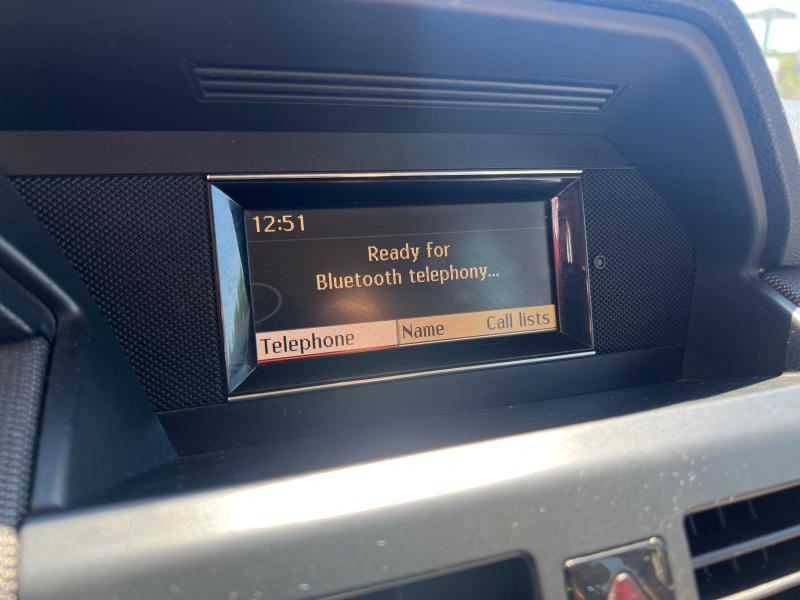 12:51
Ready for
Bluetooth telephony...
Telephone Name Call lists